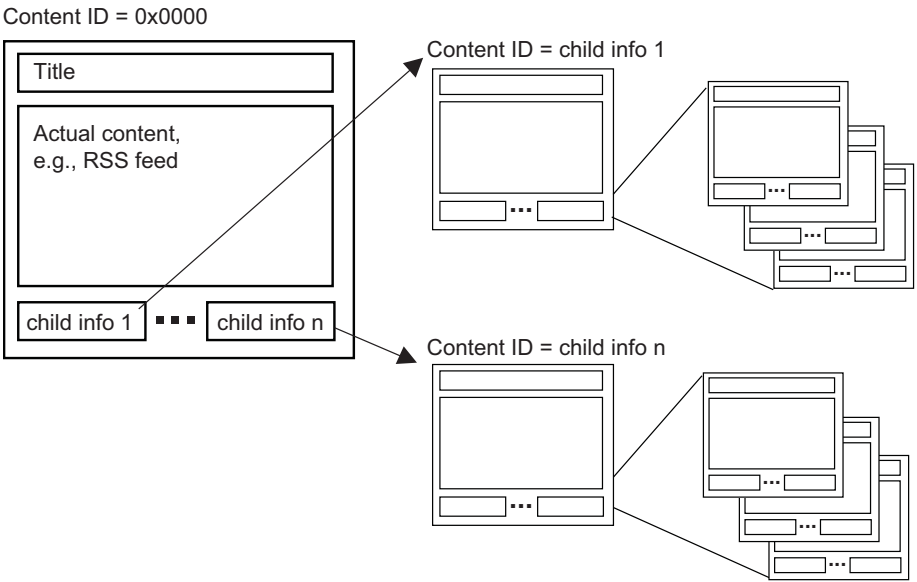 Content ID = 0x0000
Title
Actual content,
e.g., RSS feed
child info 1
child info n
Content ID = child info 1
Content ID = child info n